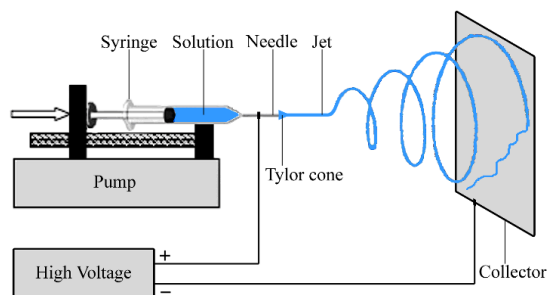 Syringe
Solution
Needle
Jet
Tylor cone
Pump
+
High Voltage
−
Collector